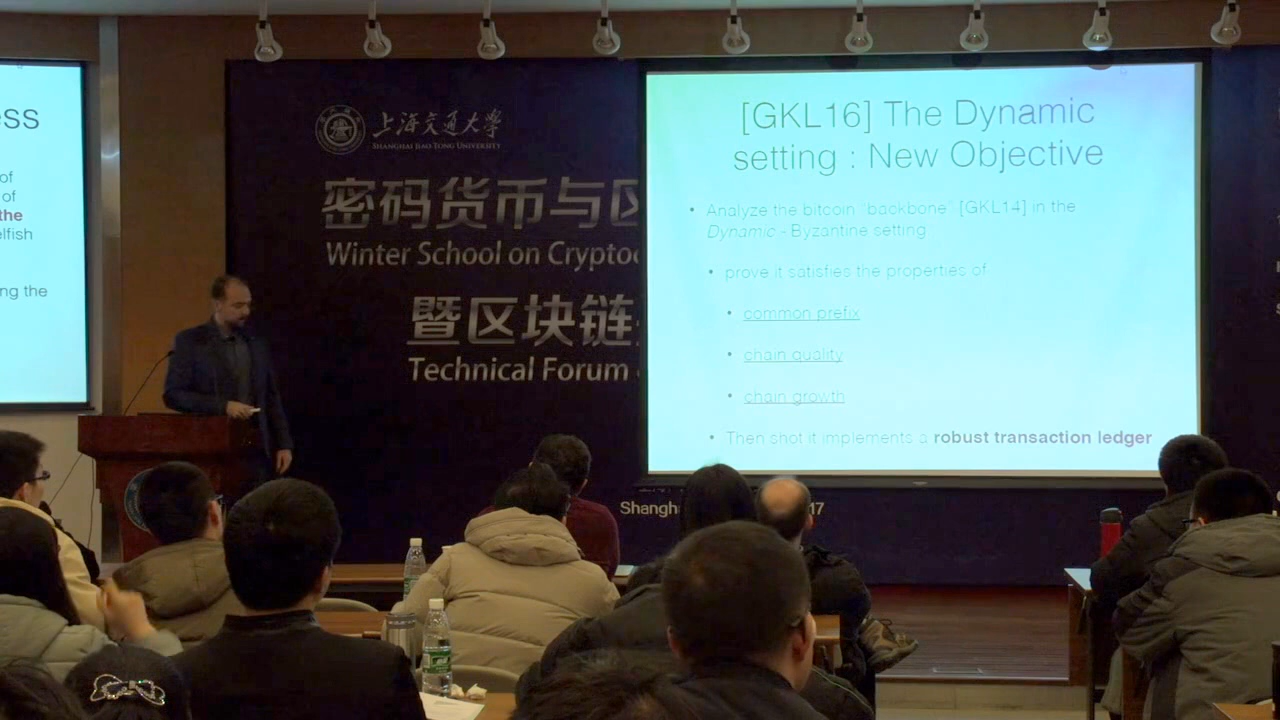 ess
of
of
the
elfish
ng the
上海交通大学
SHANGHAI JIAO TONG UNIVERSITY
密码货币与区
Winter School on Cryptoc
暨区块链
Technical Forum
Shangha
17
[GKL16] The Dynamic
setting : New Objective
• Analyze the bitcoin "backbone" [GKL14] in the
Dynamic - Byzantine setting
• prove it satisfies the properties of
• common prefix
• chain quality
• chain growth
• Then shot it implements a robust transaction ledger